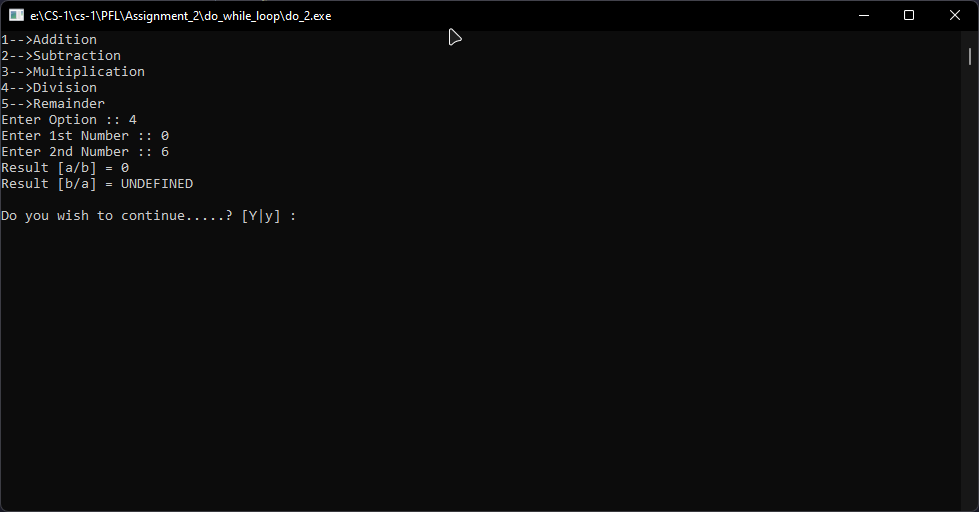 e:\CS-1\cs-1\PFL\Assignment_2\do_while_loop\do_2.exe
1-->Addition
2-->Subtraction
3-->Multiplication
4-->Division
5-->Remainder
Enter Option :: 4
Enter 1st Number :: 0
Enter 2nd Number :: 6
Result [a/b] = 0
Result [b/a] = UNDEFINED
Do you wish to continue.....? [Y|y] :